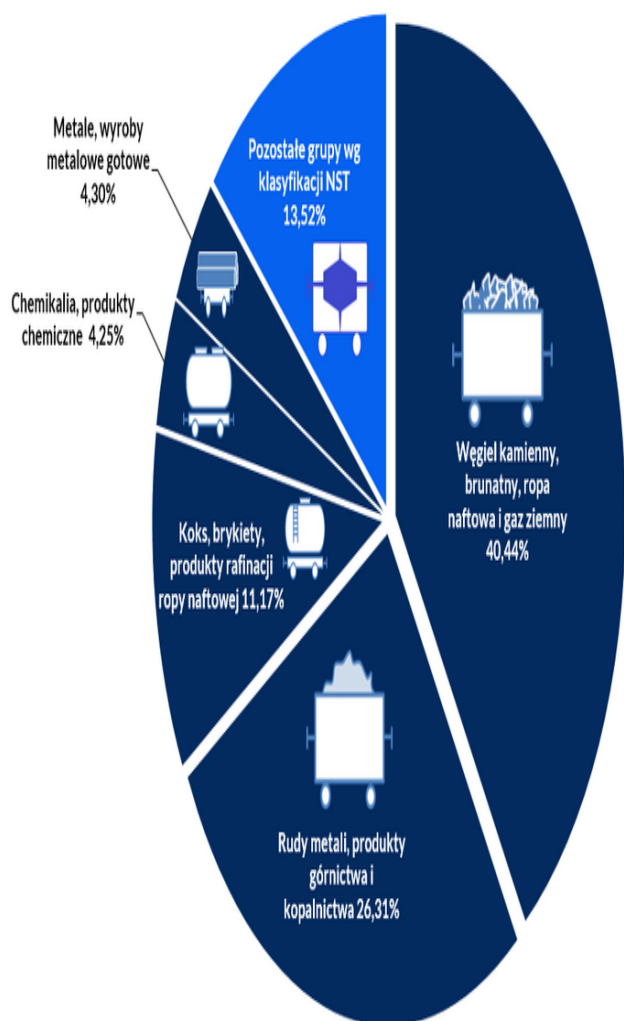 Metale, wyroby
metalowe gotowe
4,30%
Pozostałe grupy wg
klasyfikacji NST
13,52%
Chemikalia, produkty
chemiczne 4,25%
Węgiel kamienny,
brunatny, ropa
naftowa i gaz ziemny
40,44%
Koks, brykiety,
produkty rafinacji
ropy naftowej 11,17%
Rudy metali, produkty
górnictwa i
kopalnictwa 26,31%